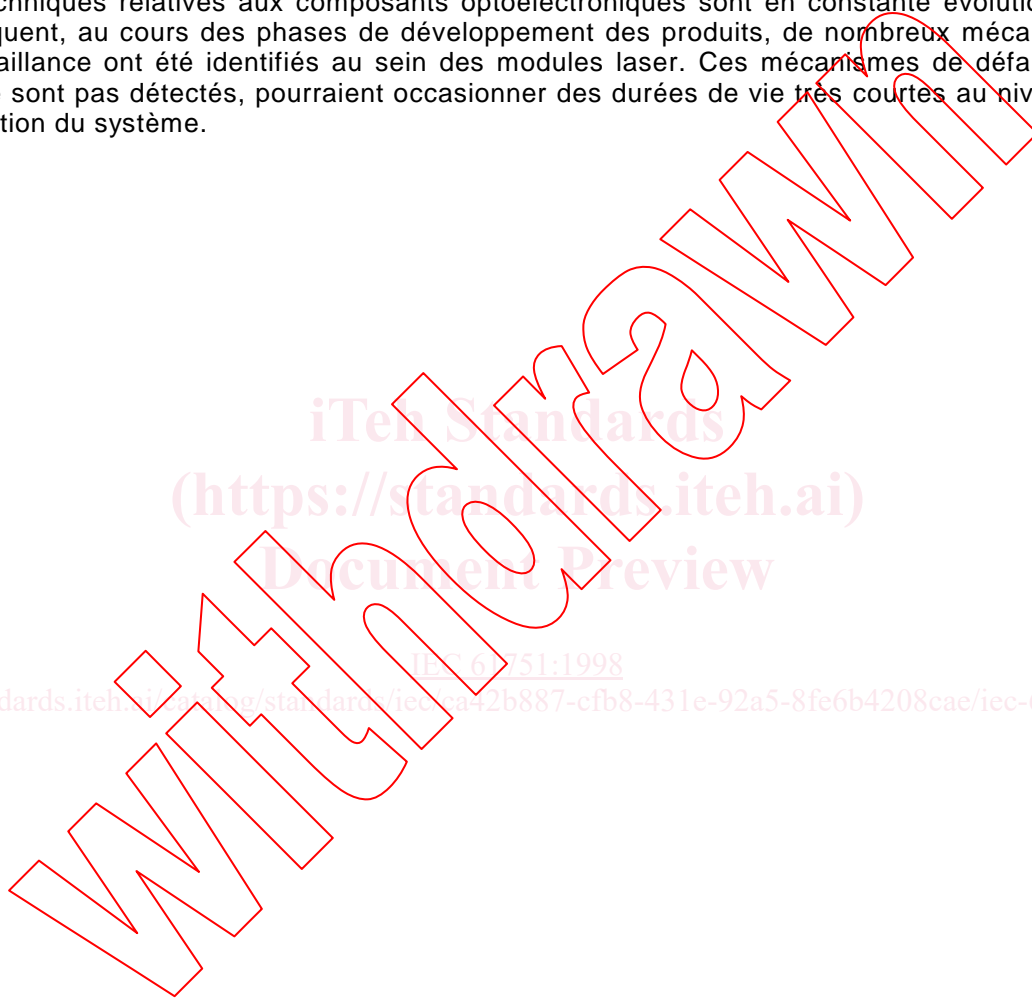 chniques relatives aux composants optoélectroniques sont en constante évolutio
quent, au cours des phases de développement des produits, de nombreux méca
aillance ont été identifiés au sein des modules laser. Ces mécanismes de défa
sont pas détectés, pourraient occasionner des durées de vie très courtes au niv
tion du système.
withdrawn
iTeh Standards
(https://standards.iteh.ai)
Document Preview
IEC 61751:1998
dards.iteh.ai/catalog/standards/iec/ca42b887-cfb8-431e-92a5-8fe6b4208cae/iec-